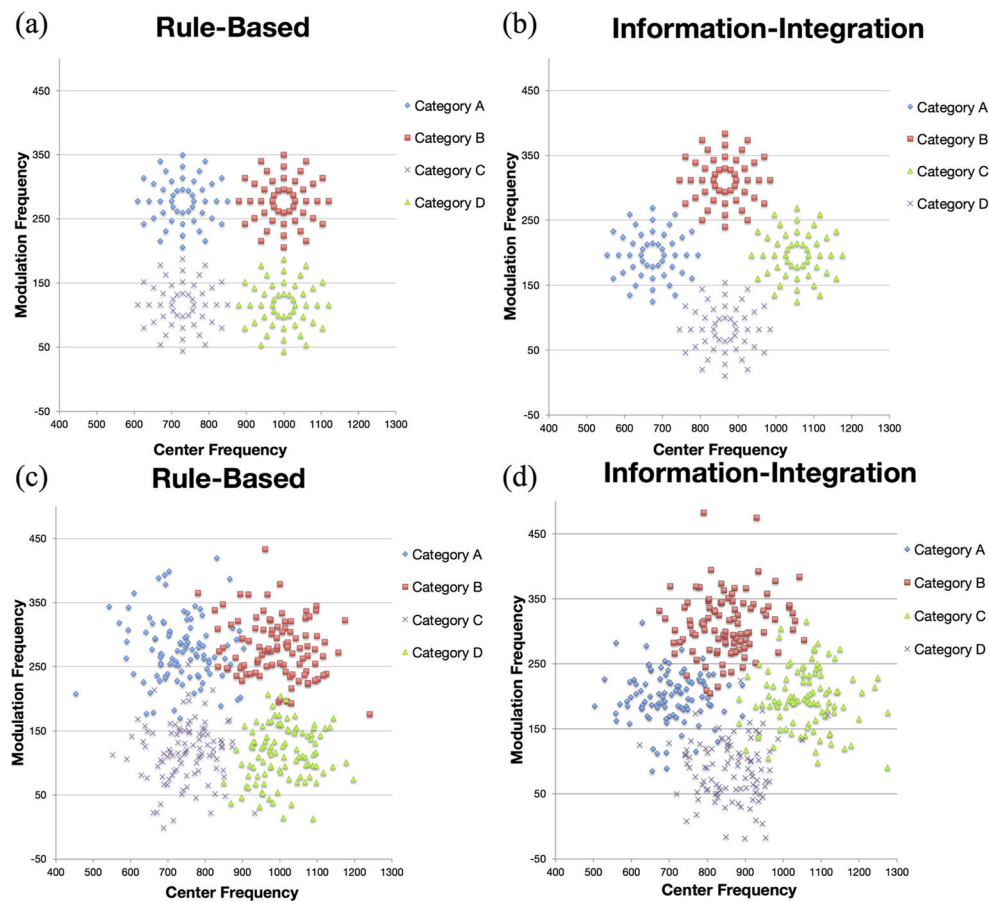 (a)
Rule-Based
Modulation Frequency
450
350
250
150
50
-50
400 500 600 700 800 900 1000 1100 1200 1300
Center Frequency
Category A
Category B
Category C
Category D
(b)
Information-Integration
Modulation Frequency
450
350
250
150
50
-50
400 500 600 700 800 900 1000 1100 1200 1300
Center Frequency
Category A
Category B
Category C
Category D
(c)
Rule-Based
Modulation Frequency
450
350
250
150
50
-50
400 500 600 700 800 900 1000 1100 1200 1300
Center Frequency
Category A
Category B
Category C
Category D
(d)
Information-Integration
Modulation Frequency
450
350
250
150
50
-50
400 500 600 700 800 900 1000 1100 1200 1300
Center Frequency
Category A
Category B
Category C
Category D